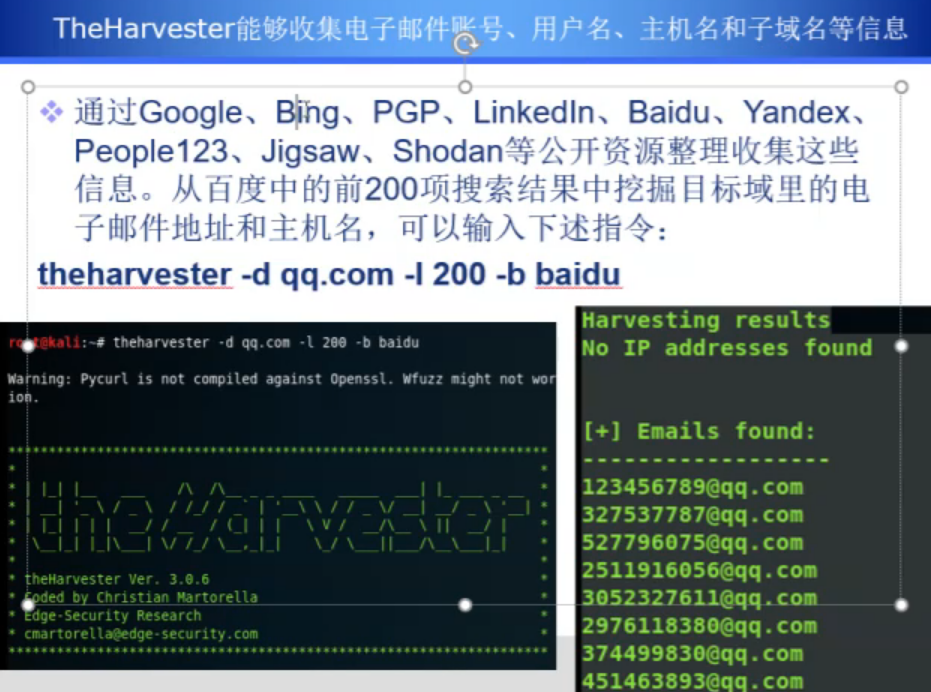 TheHarvester能够收集电子邮件账号、用户名、主机名和子域名等信息
通过Google、Bing、PGP、LinkedIn、Baidu、Yandex、
People123、Jigsaw、Shodan等公开资源整理收集这些
信息。从百度中的前200项搜索结果中挖掘目标域里的电
子邮件地址和主机名，可以输入下述指令：
theharvester -d qq.com -l 200 -b baidu
root@kali:~# theharvester -d qq.com -l 200 -b baidu
Warning: Pycurl is not compiled against Openssl. Wfuzz might not wor
ion.
theHarvester
* theHarvester Ver. 3.0.6
* Coded by Christian Martorella
* Edge-Security Research
* cmartorella@edge-security.com
Harvesting results
No IP addresses found
[+] Emails found:
------------------
123456789@qq.com
327537787@qq.com
527796075@qq.com
2511916056@qq.com
3052327611@qq.com
2976118380@qq.com
374499830@qq.com
451463893@qq.com